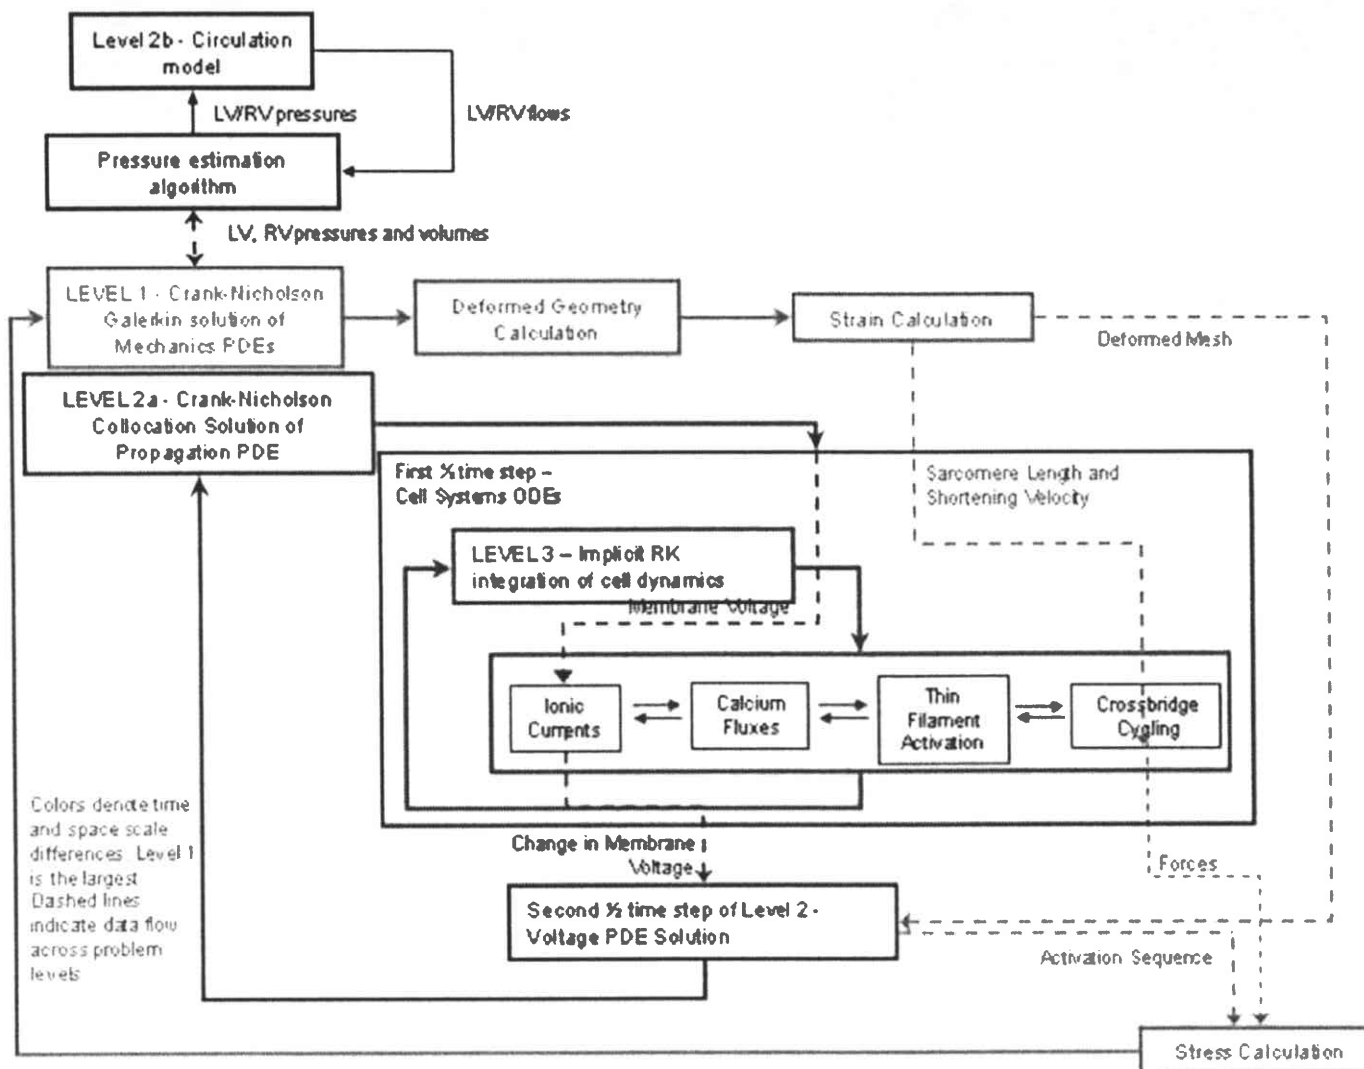 Level 2b - Circulation
model
LV/RV pressures
LV/RV flows
Pressure estimation
algorithm
LV, RV pressures and volumes
LEVEL 1 - Crank-Nicholson
Galerkin solution of
Mechanics PDEs
Deformed Geometry
Calculation
Strain Calculation
Deformed Mesh
LEVEL 2a - Crank-Nicholson
Collocation Solution of
Propagation PDE
First ½ time step –
Cell Systems ODEs
Sarcomere Length and
Shortening Velocity
LEVEL 3 – Implicit RK
integration of cell dynamics
Membrane Voltage
Ionic
Currents
Calcium
Fluxes
Thin
Filament
Activation
Crossbridge
Cycling
Colors denote time
and space scale
differences. Level 1
is the largest
Dashed lines
indicate data flow
across problem
levels
Change in Membrane
Voltage
Forces
Second ½ time step of Level 2 -
Voltage PDE Solution
Activation Sequence
Stress Calculation